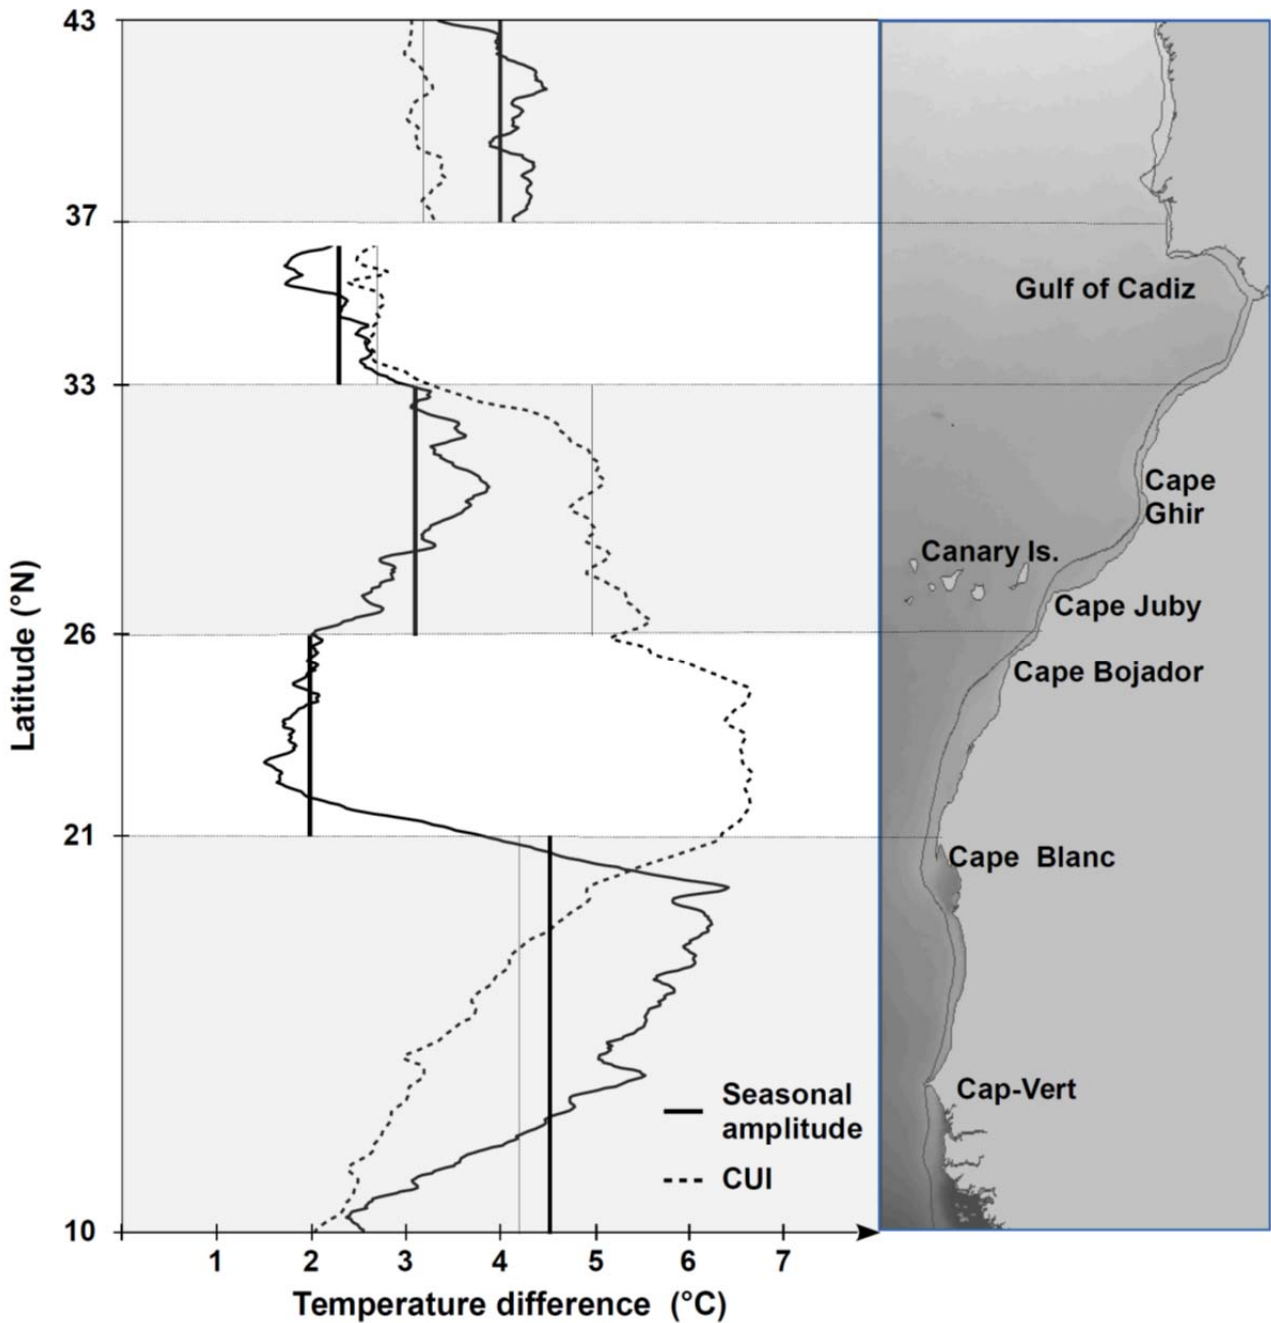 43
37
33
26
21
10
Latitude (°N)
1 2 3 4 5 6 7
Temperature difference (°C)
Seasonal
amplitude
CUI
Gulf of Cadiz
Cape
Ghir
Canary Is.
Cape Juby
Cape Bojador
Cape Blanc
Cap-Vert